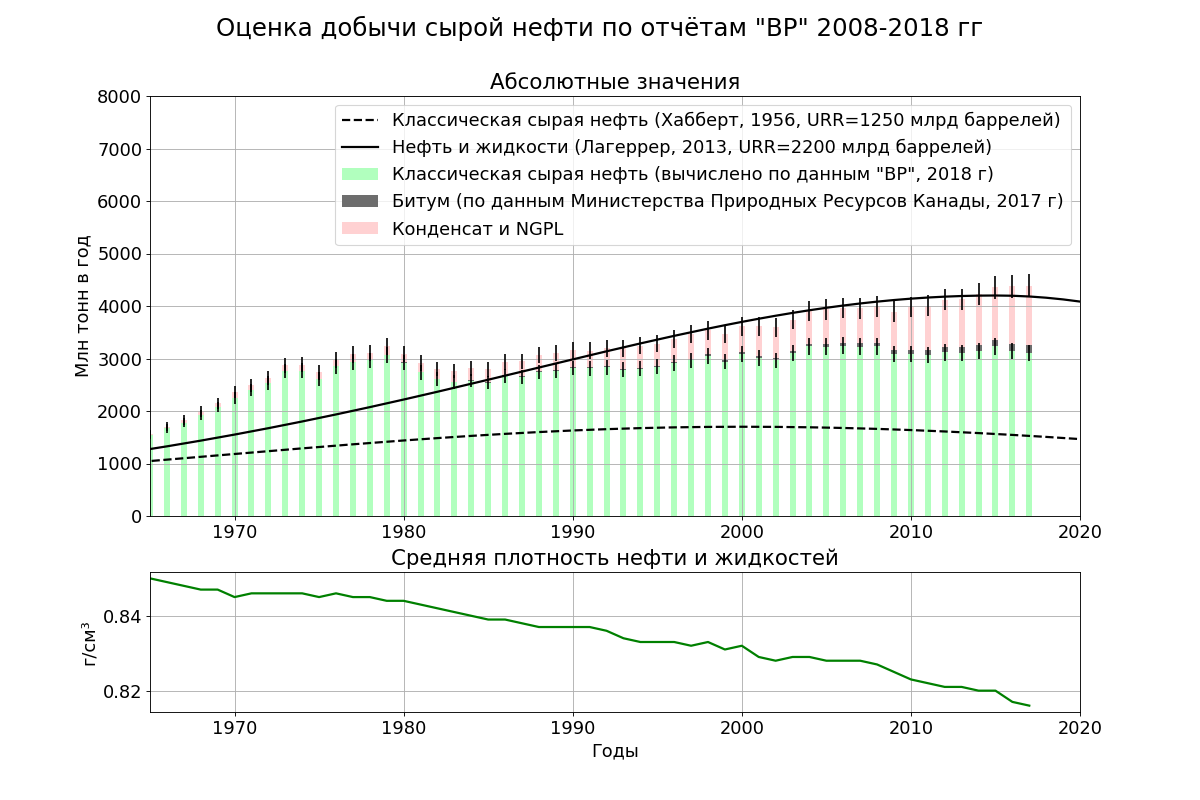 Оценка добычи сырой нефти по отчётам "BP" 2008-2018 гг
Абсолютные значения
8000
7000
6000
5000
4000
3000
2000
1000
0
Млн тонн в год
Классическая сырая нефть (Хабберт, 1956, URR=1250 млрд баррелей)
Нефть и жидкости (Лагеррер, 2013, URR=2200 млрд баррелей)
Классическая сырая нефть (вычислено по данным "BP", 2018 г)
Битум (по данным Министерства Природных Ресурсов Канады, 2017 г)
Конденсат и NGPL
1970 1980 1990 2000 2010 2020
Средняя плотность нефти и жидкостей
0.84
0.82
г/см³
1970 1980 1990 2000 2010 2020
Годы